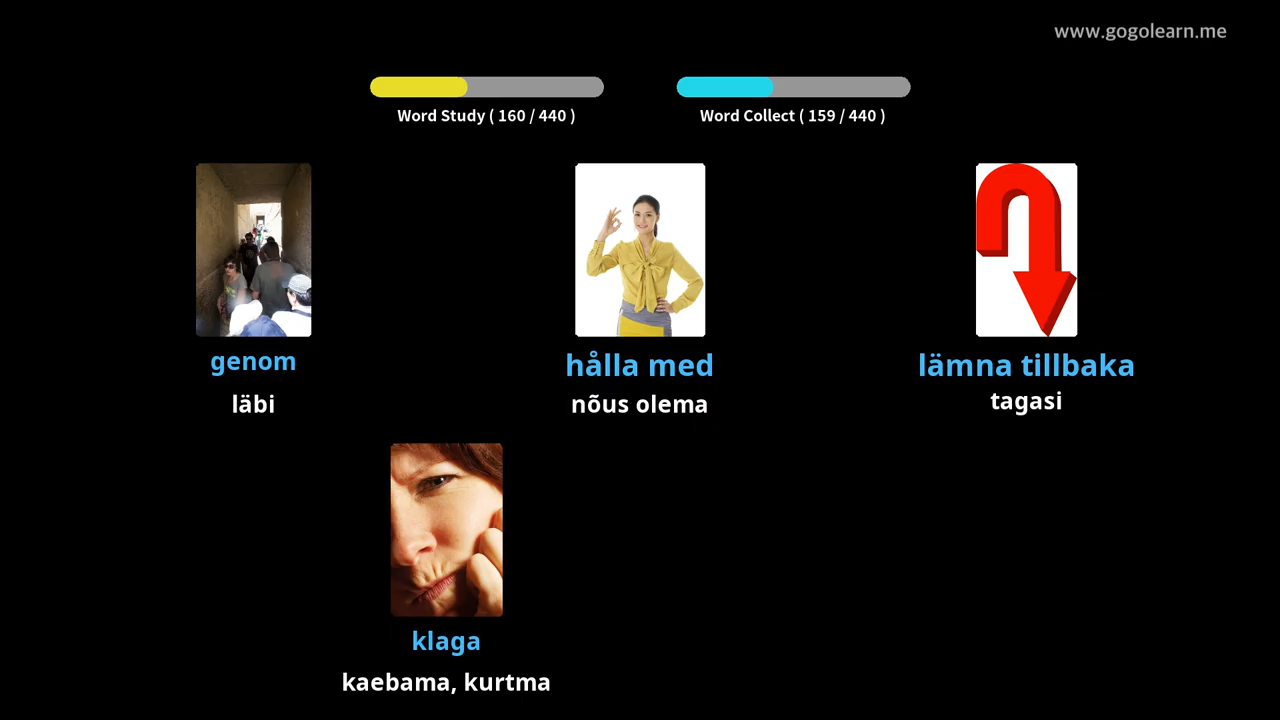 www.gogolearn.me
Word Study ( 160 / 440 )
Word Collect ( 159 / 440 )
genom
läbi
hålla med
nõus olema
lämna tillbaka
tagasi
klaga
kaebama, kurtma